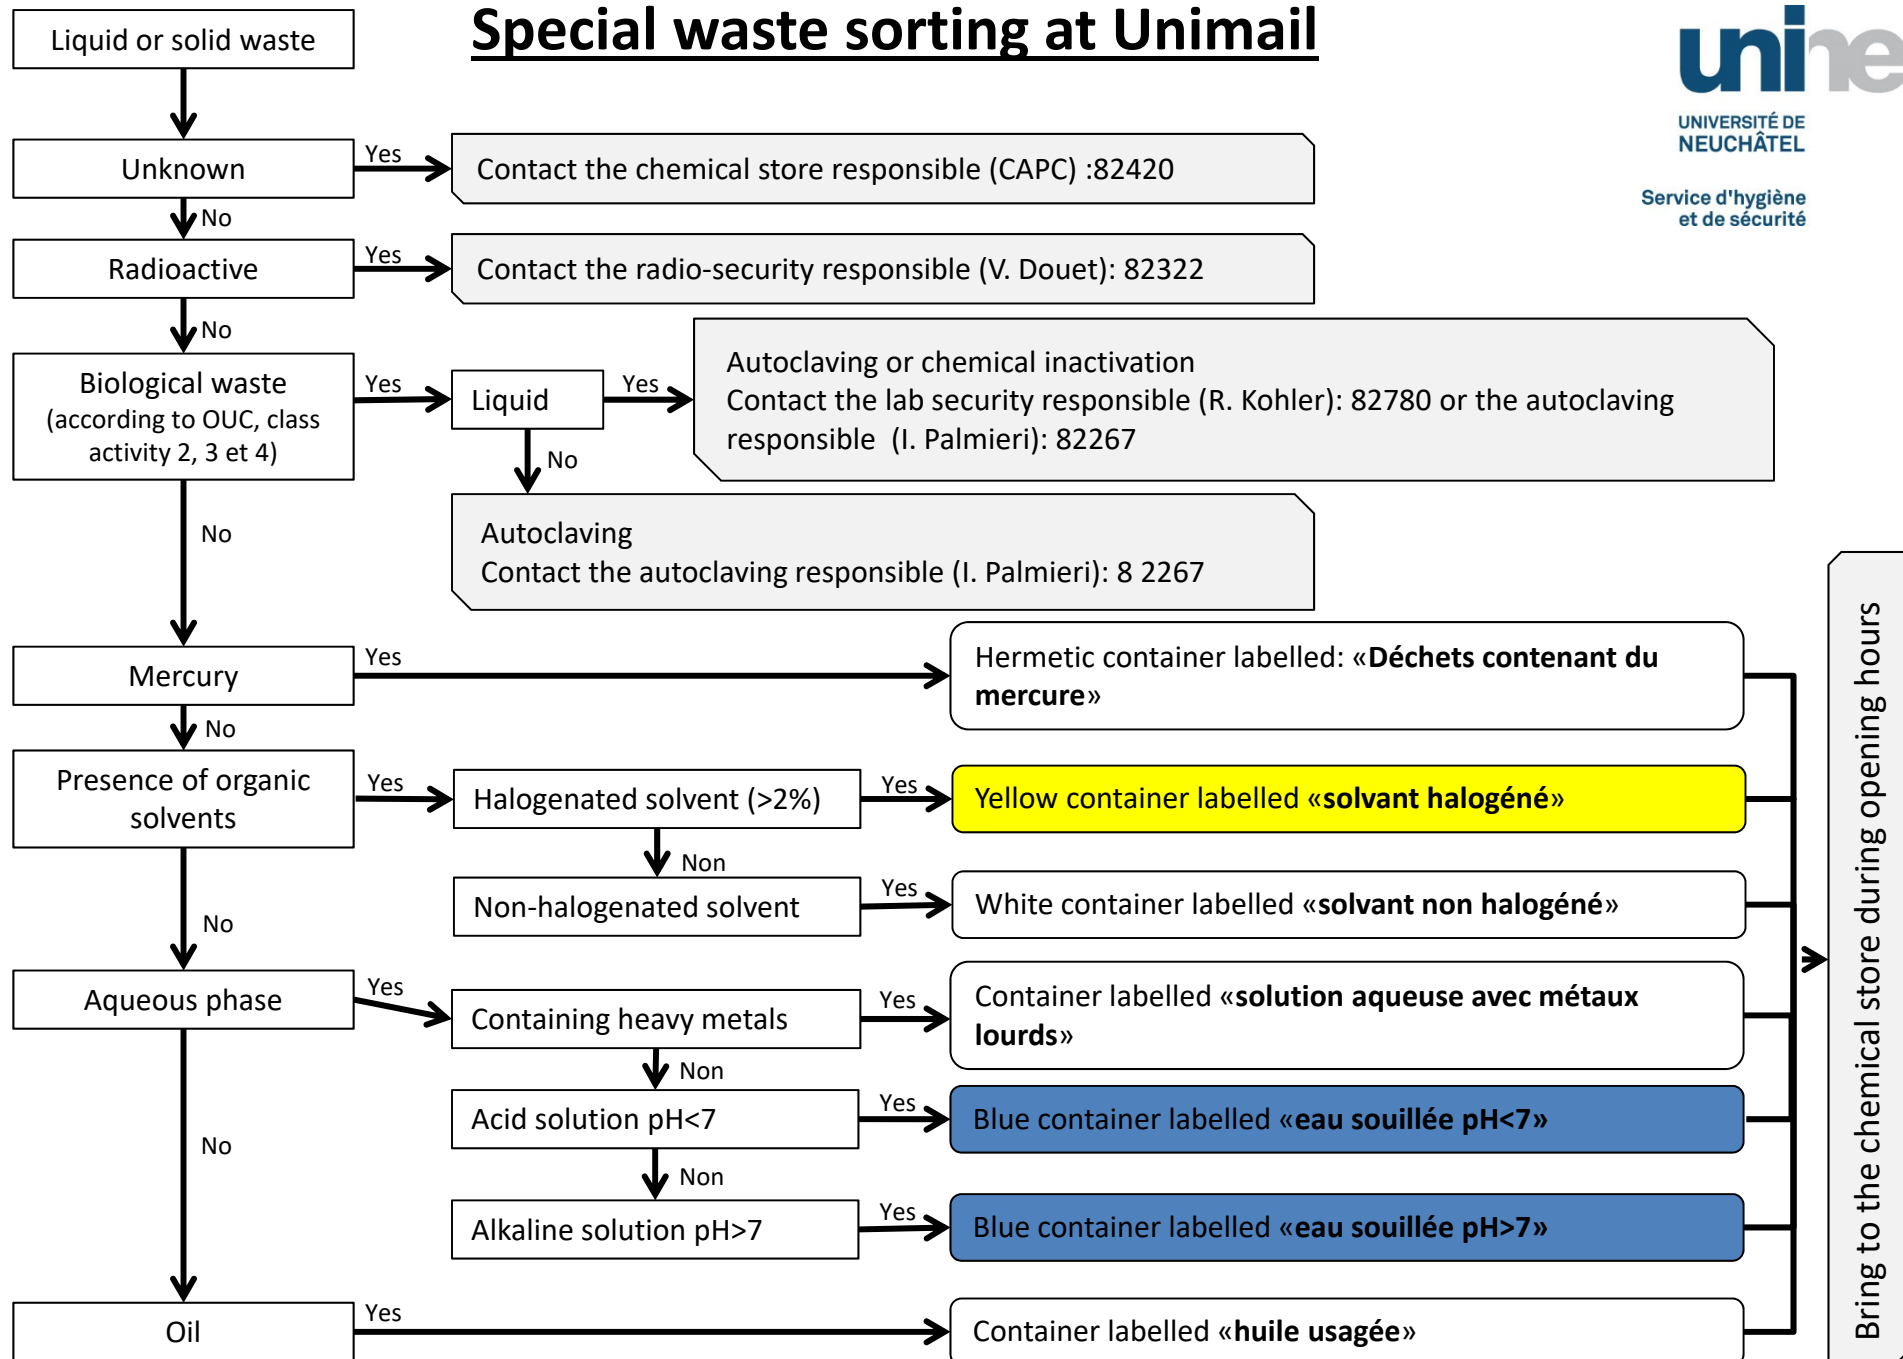 Special waste sorting at Unimail
unine
UNIVERSITÉ DE
NEUCHÂTEL
Service d'hygiène
et de sécurité
Liquid or solid waste
Unknown
Yes
Contact the chemical store responsible (CAPC) :82420
No
Radioactive
Yes
Contact the radio-security responsible (V. Douet): 82322
No
Biological waste
(according to OUC, class
activity 2, 3 et 4)
Yes
Liquid
Yes
Autoclaving or chemical inactivation
Contact the lab security responsible (R. Kohler): 82780 or the autoclaving
responsible  (I. Palmieri): 82267
No
Autoclaving
Contact the autoclaving responsible (I. Palmieri): 8 2267
No
Mercury
Yes
Hermetic container labelled: «Déchets contenant du
mercure»
No
Presence of organic
solvents
Yes
Halogenated solvent (>2%)
Yes
Yellow container labelled «solvant halogéné»
Non
Non-halogenated solvent
Yes
White container labelled «solvant non halogéné»
No
Aqueous phase
Yes
Containing heavy metals
Yes
Container labelled «solution aqueuse avec métaux
lourds»
Non
Acid solution pH<7
Yes
Blue container labelled «eau souillée pH<7»
Non
Alkaline solution pH>7
Yes
Blue container labelled «eau souillée pH>7»
No
Oil
Yes
Container labelled «huile usagée»
Bring to the chemical store during opening hours